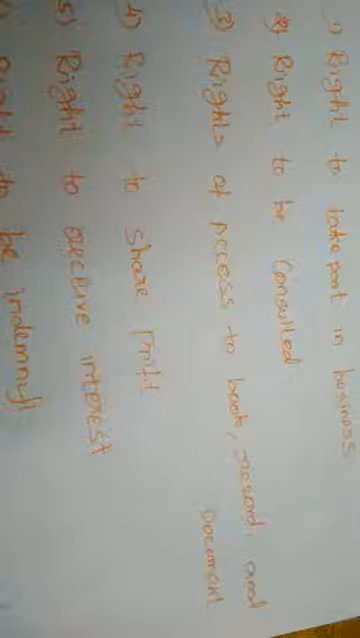 1) Right to take part in business
2) Right to be Consulted
3) Rights of Access to book, record, and
Document
4) Right to Share Profit
5) Right to receive interest
Right to be indemnify